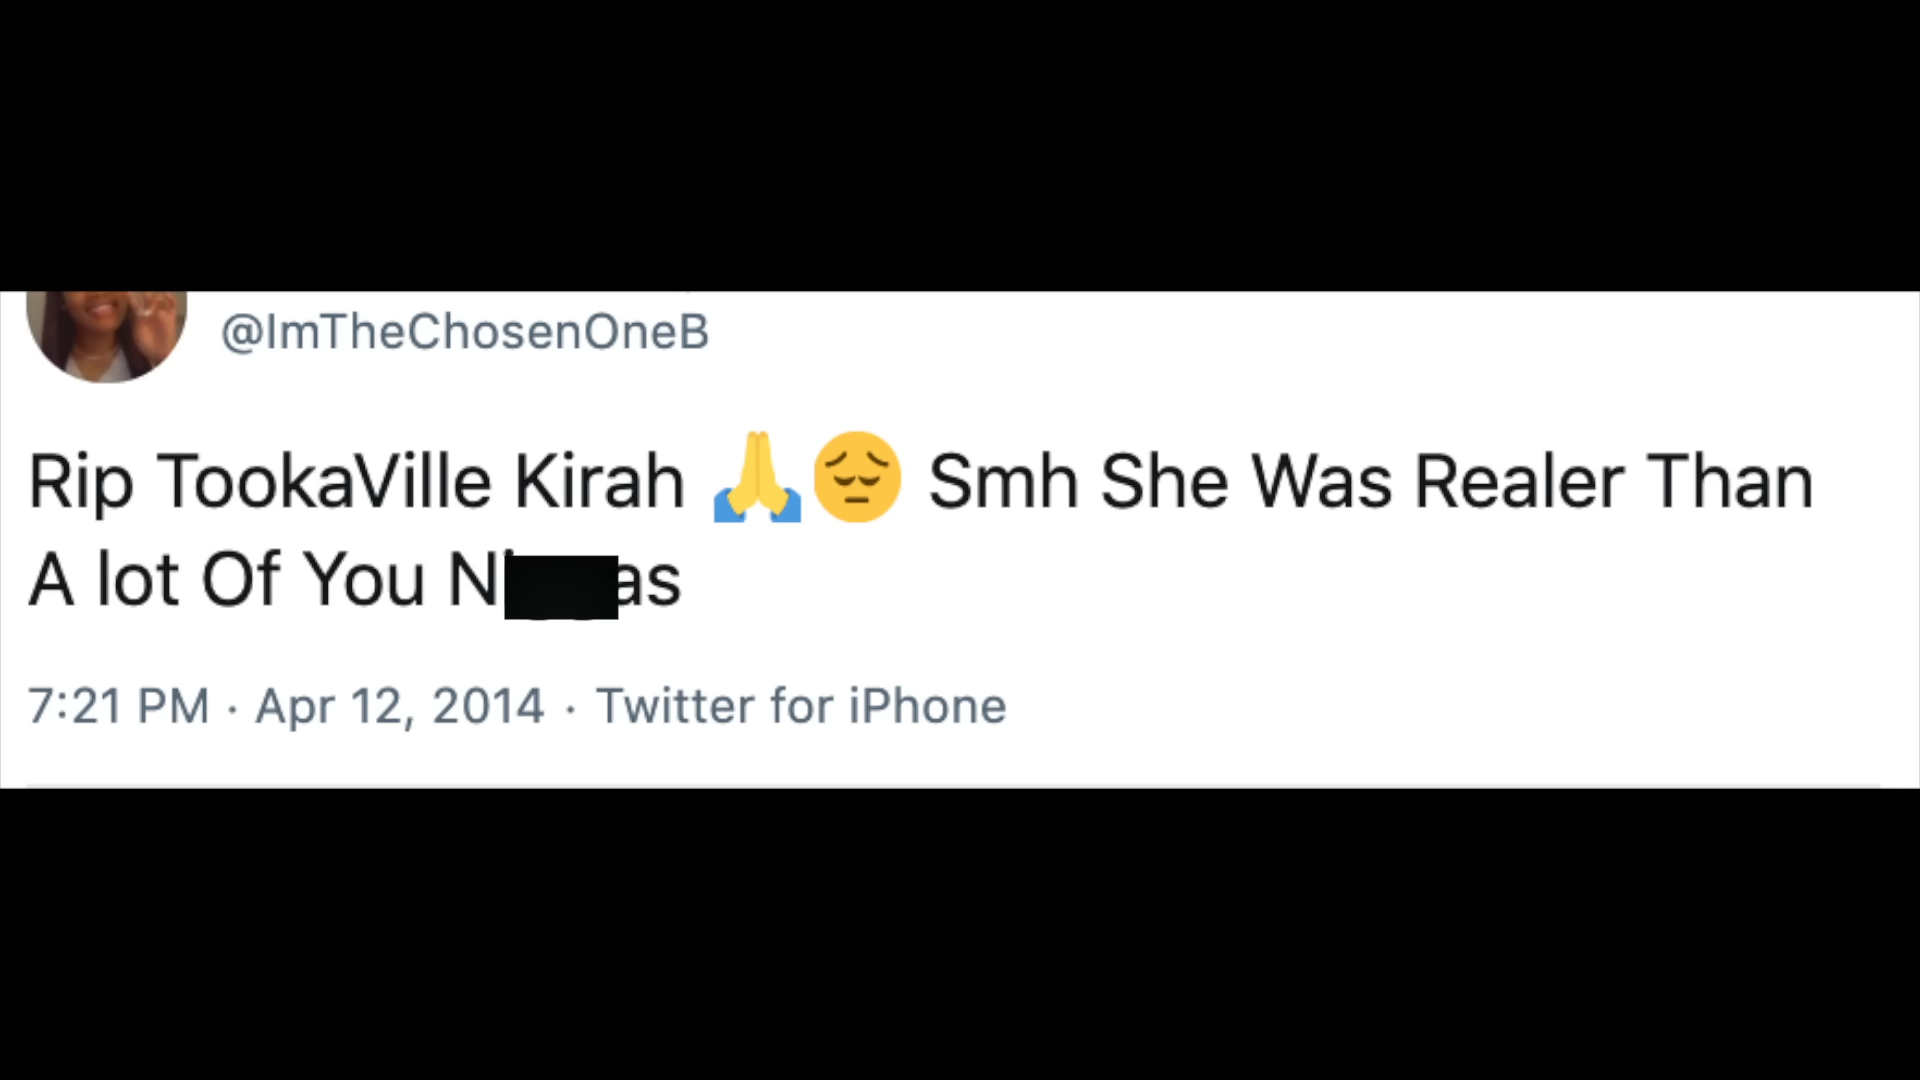 @ImTheChosenOneB
Rip TookaVille Kirah 🙏😔 Smh She Was Realer Than
A lot Of You
7:21 PM · Apr 12, 2014 · Twitter for iPhone